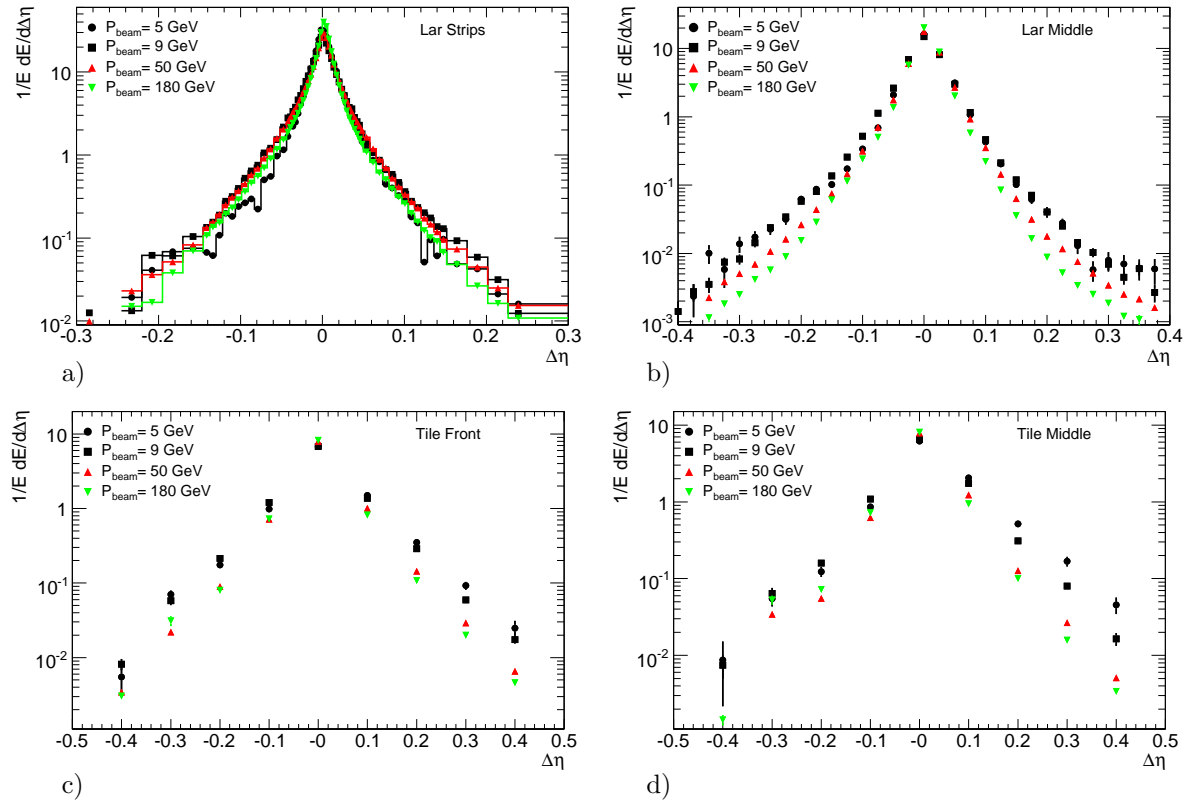 1/E dE/dΔη
P_beam= 5 GeV
P_beam= 9 GeV
P_beam= 50 GeV
P_beam= 180 GeV
Lar Strips
10
1
10^-1
10^-2
-0.3 -0.2 -0.1 0 0.1 0.2 0.3
Δη
a)
1/E dE/dΔη
P_beam= 5 GeV
P_beam= 9 GeV
P_beam= 50 GeV
P_beam= 180 GeV
Lar Middle
10
1
10^-1
10^-2
10^-3
-0.4 -0.3 -0.2 -0.1 -0 0.1 0.2 0.3 0.4
Δη
b)
1/E dE/dΔη
P_beam= 5 GeV
P_beam= 9 GeV
P_beam= 50 GeV
P_beam= 180 GeV
Tile Front
10
1
10^-1
10^-2
-0.5 -0.4 -0.3 -0.2 -0.1 -0 0.1 0.2 0.3 0.4 0.5
Δη
c)
1/E dE/dΔη
P_beam= 5 GeV
P_beam= 9 GeV
P_beam= 50 GeV
P_beam= 180 GeV
Tile Middle
10
1
10^-1
10^-2
-0.5 -0.4 -0.3 -0.2 -0.1 -0 0.1 0.2 0.3 0.4 0.5
Δη
d)